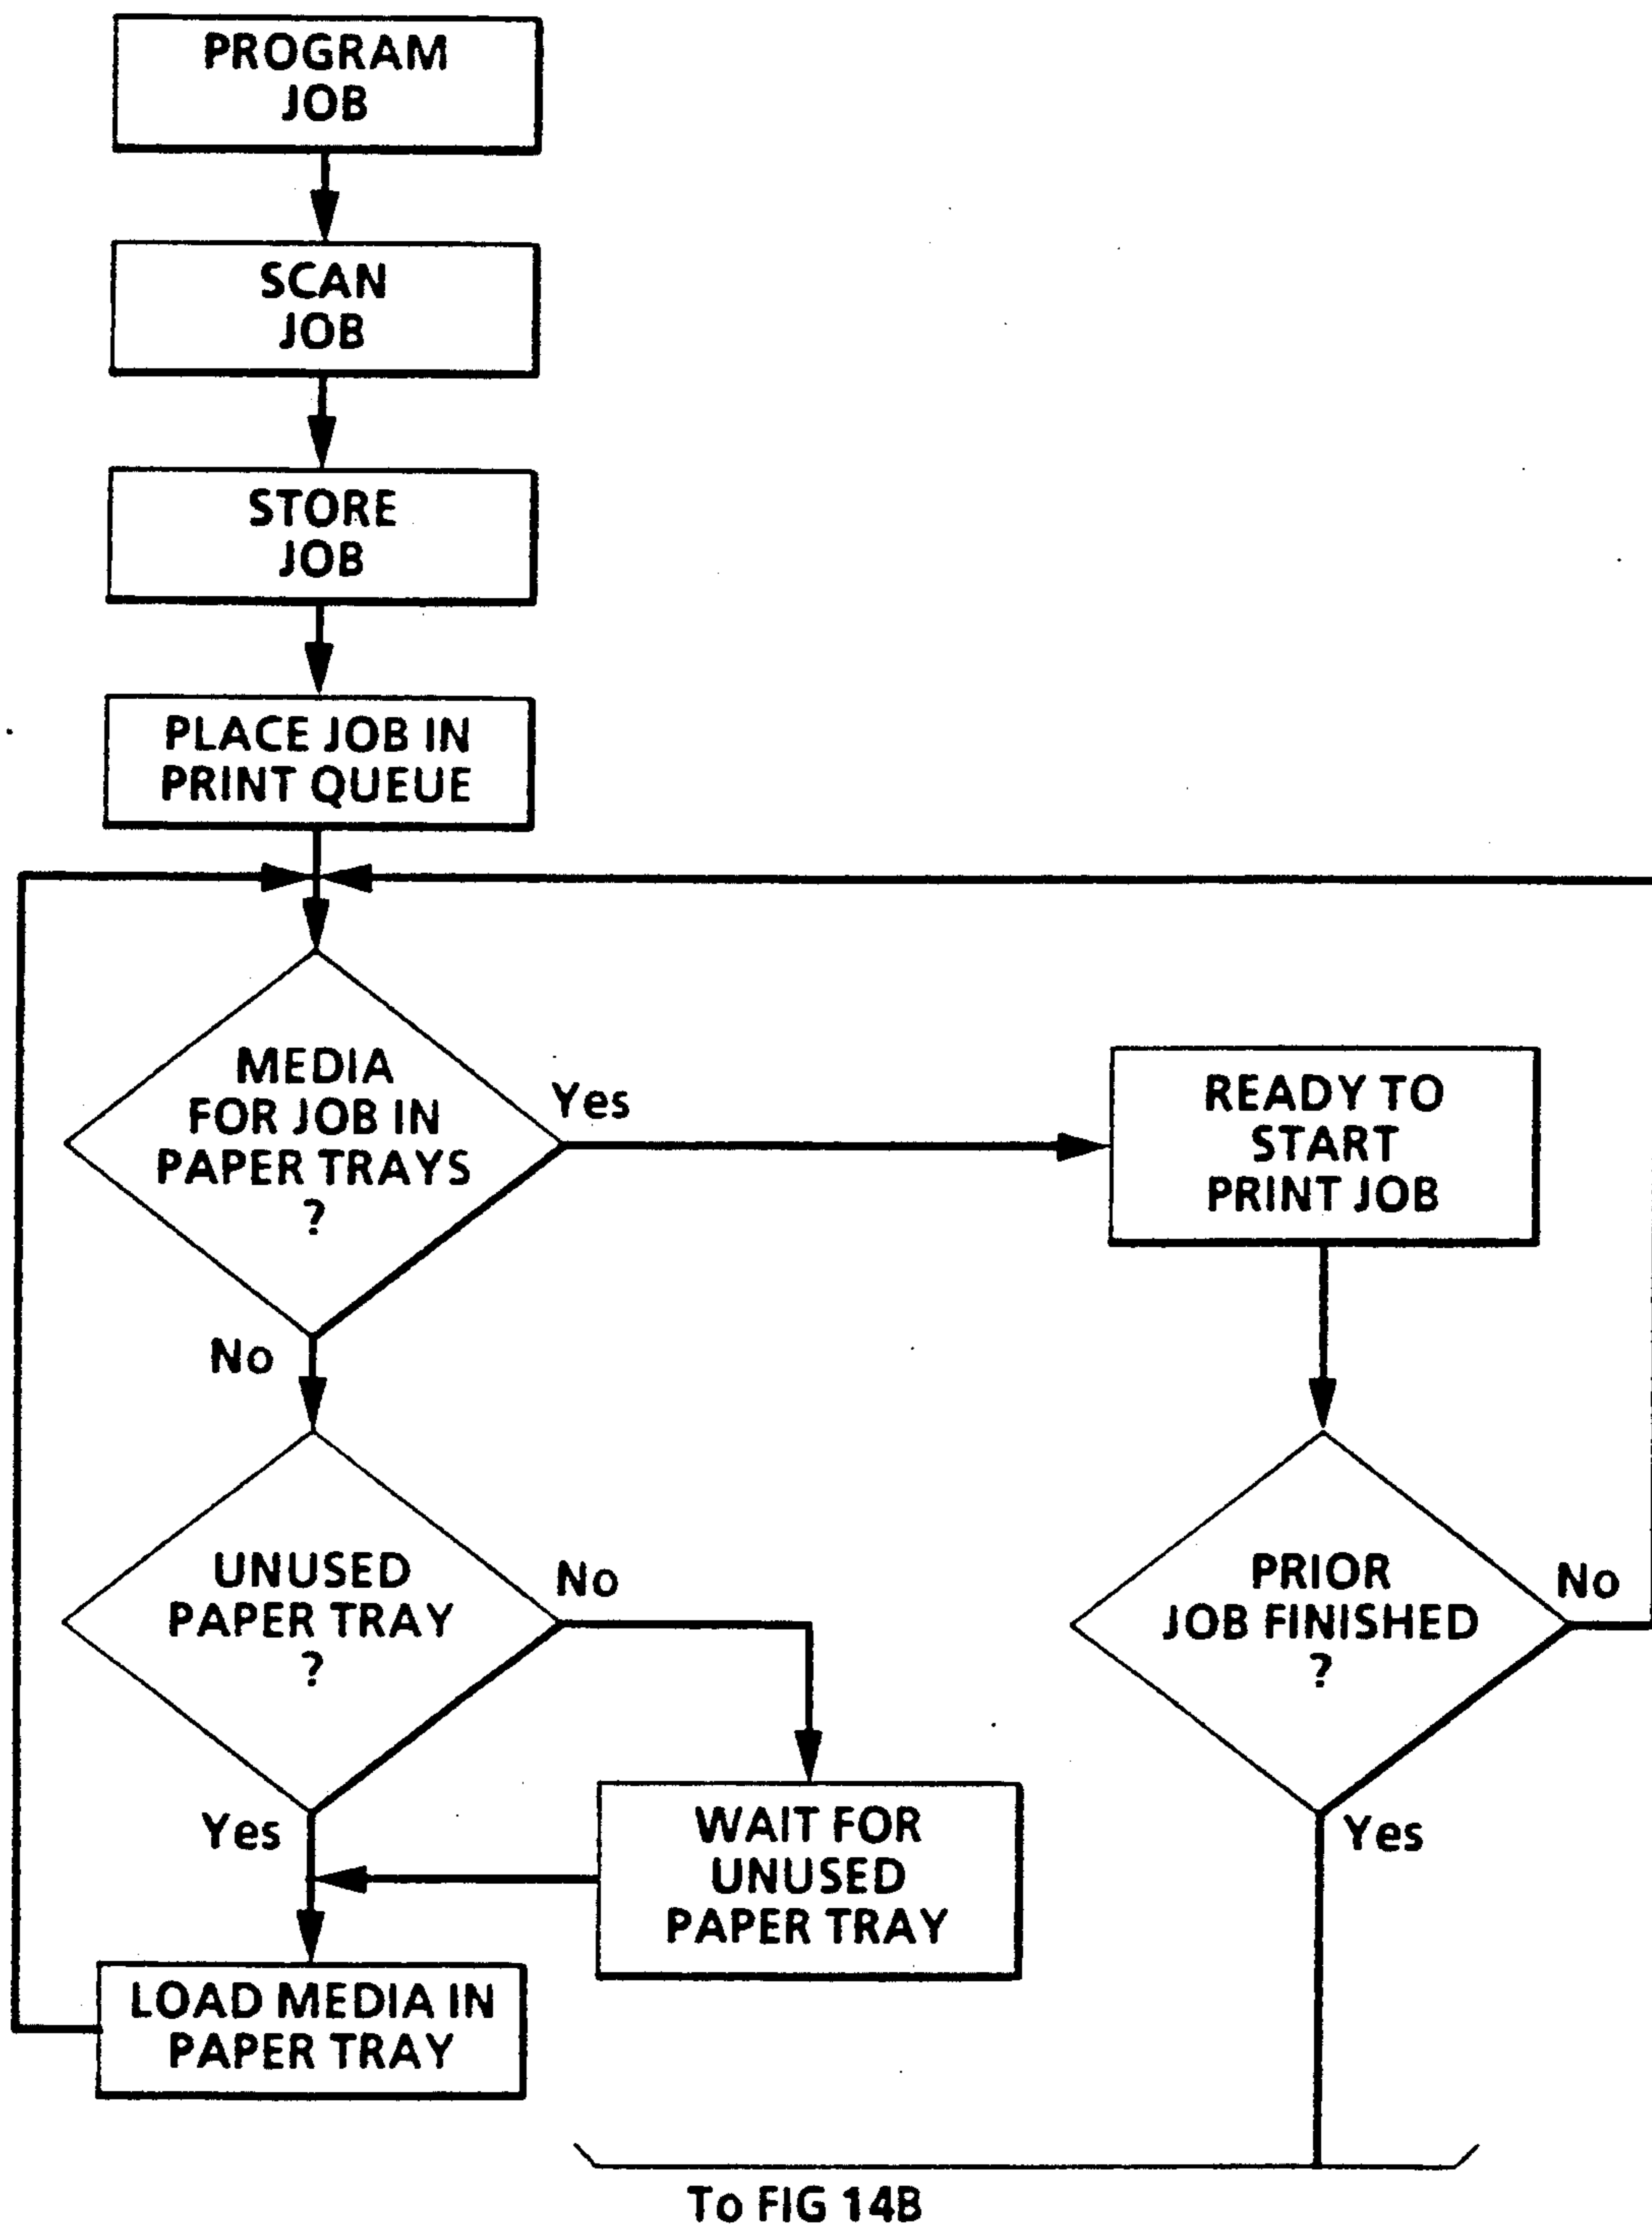 PROGRAM
JOB
SCAN
JOB
STORE
JOB
PLACE JOB IN
PRINT QUEUE
MEDIA
FOR JOB IN
PAPER TRAYS
?
Yes
No
READY TO
START
PRINT JOB
UNUSED
PAPER TRAY
?
No
Yes
PRIOR
JOB FINISHED
?
No
Yes
WAIT FOR
UNUSED
PAPER TRAY
LOAD MEDIA IN
PAPER TRAY
To FIG 14B